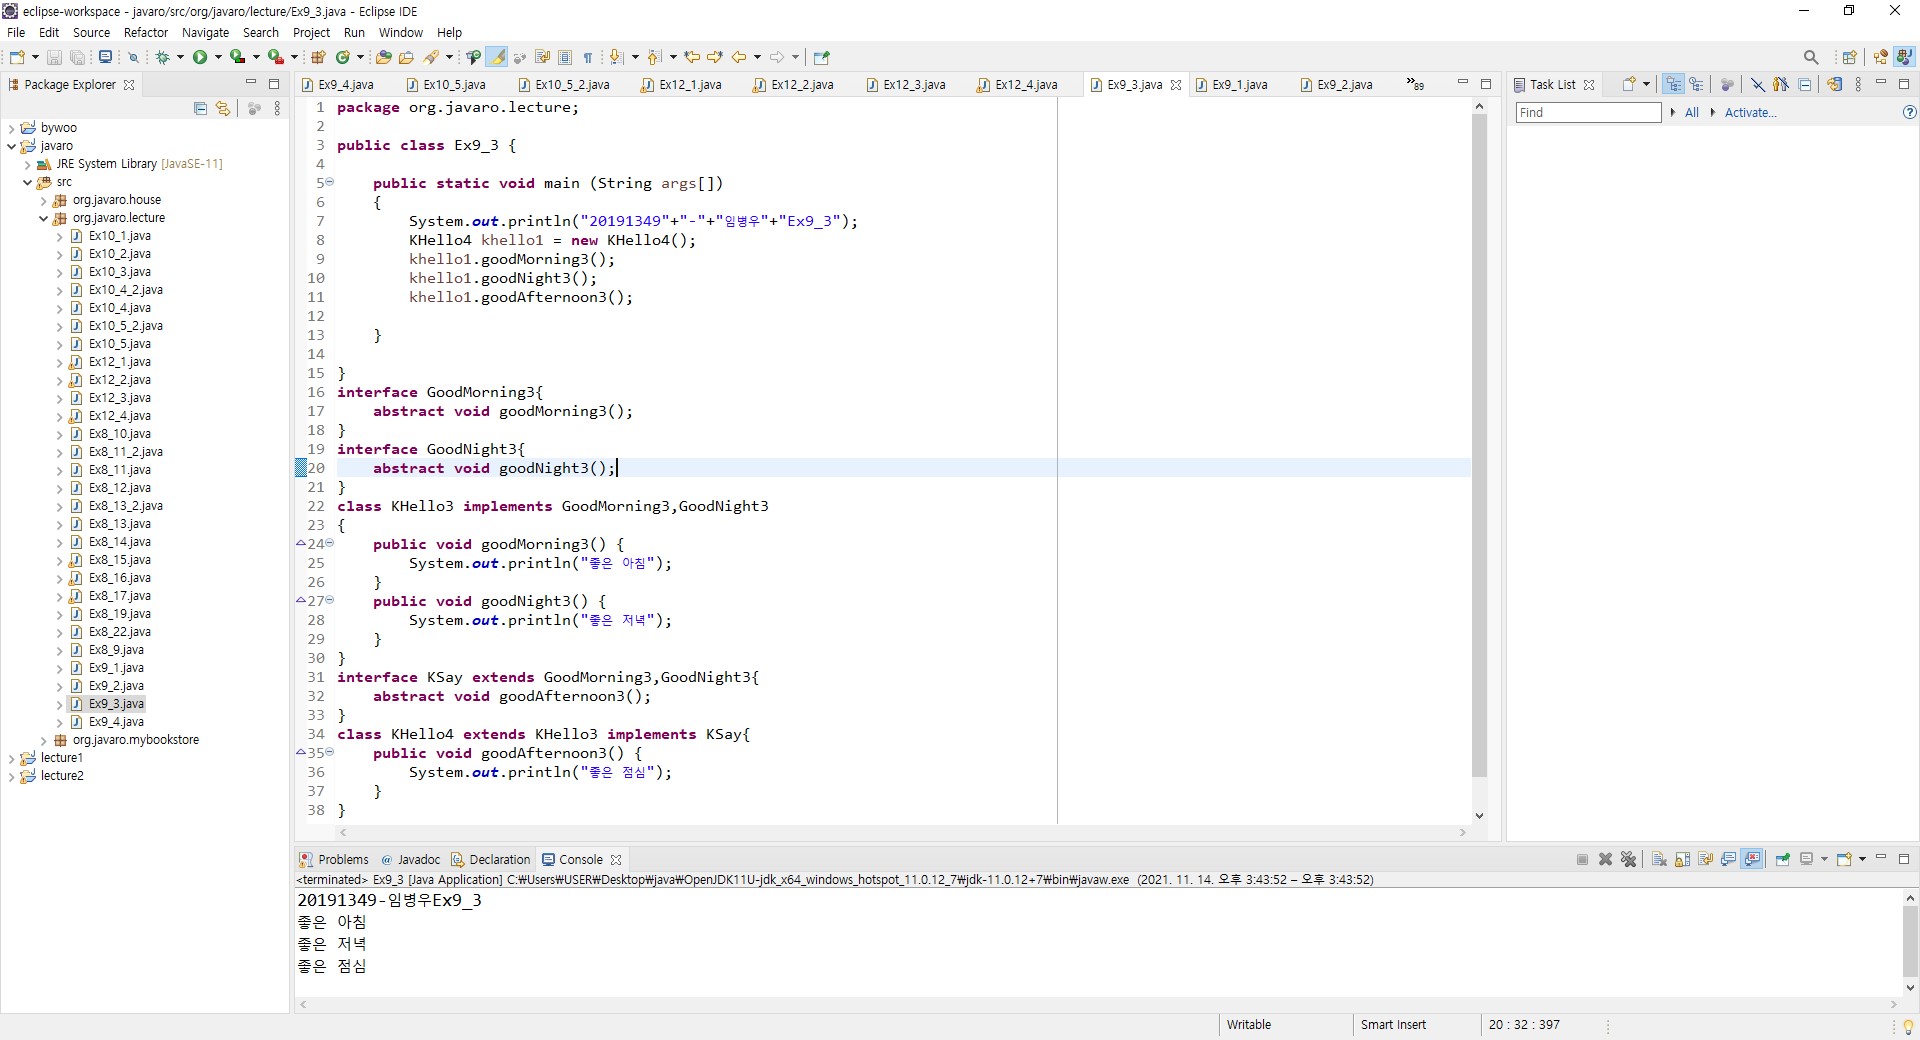 eclipse-workspace - javaro/src/org/javaro/lecture/Ex9_3.java - Eclipse IDE
File Edit Source Refactor Navigate Search Project Run Window Help
Package Explorer
bywoo
javaro
JRE System Library [JavaSE-11]
src
org.javaro.house
org.javaro.lecture
Ex10_1.java
Ex10_2.java
Ex10_3.java
Ex10_4_2.java
Ex10_4.java
Ex10_5_2.java
Ex10_5.java
Ex12_1.java
Ex12_2.java
Ex12_3.java
Ex12_4.java
Ex8_10.java
Ex8_11_2.java
Ex8_11.java
Ex8_12.java
Ex8_13_2.java
Ex8_13.java
Ex8_14.java
Ex8_15.java
Ex8_16.java
Ex8_17.java
Ex8_19.java
Ex8_22.java
Ex8_9.java
Ex9_1.java
Ex9_2.java
Ex9_3.java
Ex9_4.java
org.javaro.mybookstore
lecture1
lecture2
Ex9_4.java Ex10_5.java Ex10_5_2.java Ex12_1.java Ex12_2.java Ex12_3.java Ex12_4.java Ex9_3.java Ex9_1.java Ex9_2.java »89
1 package org.javaro.lecture;
2
3 public class Ex9_3 {
4
5 public static void main (String args[])
6 {
7 System.out.println("20191349"+"-"+"임병우"+"Ex9_3");
8 KHello4 khello1 = new KHello4();
9 khello1.goodMorning3();
10 khello1.goodNight3();
11 khello1.goodAfternoon3();
12
13 }
14
15 }
16 interface GoodMorning3{
17 abstract void goodMorning3();
18 }
19 interface GoodNight3{
20 abstract void goodNight3();
21 }
22 class KHello3 implements GoodMorning3,GoodNight3
23 {
24 public void goodMorning3() {
25 System.out.println("좋은 아침");
26 }
27 public void goodNight3() {
28 System.out.println("좋은 저녁");
29 }
30 }
31 interface KSay extends GoodMorning3,GoodNight3{
32 abstract void goodAfternoon3();
33 }
34 class KHello4 extends KHello3 implements KSay{
35 public void goodAfternoon3() {
36 System.out.println("좋은 점심");
37 }
38 }
Task List
Find All Activate...
Problems @ Javadoc Declaration Console
<terminated> Ex9_3 [Java Application] C:₩Users₩USER₩Desktop₩java₩OpenJDK11U-jdk_x64_windows_hotspot_11.0.12_7₩jdk-11.0.12+7₩bin₩javaw.exe (2021. 11. 14. 오후 3:43:52 – 오후 3:43:52)
20191349-임병우Ex9_3
좋은 아침
좋은 저녁
좋은 점심
Writable Smart Insert 20 : 32 : 397